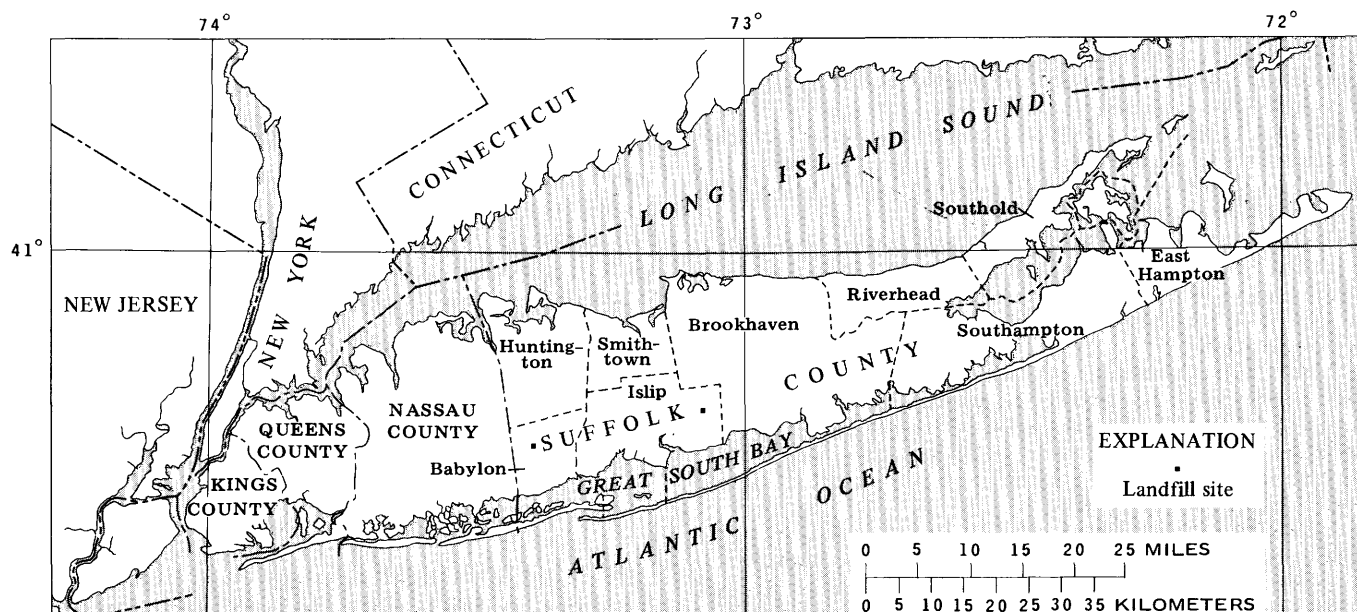 74°
73°
72°
CONNECTICUT
LONG ISLAND SOUND
NEW YORK
41°
Southold
East
Hampton
NEW JERSEY
Riverhead
Brookhaven
Southampton
Hunting-
ton
Smith-
town
COUNTY
Islip
SUFFOLK
NASSAU
COUNTY
QUEENS
COUNTY
Babylon
KINGS
COUNTY
GREAT SOUTH BAY
ATLANTIC OCEAN
EXPLANATION
Landfill site
0 5 10 15 20 25 MILES
0 5 10 15 20 25 30 35 KILOMETERS